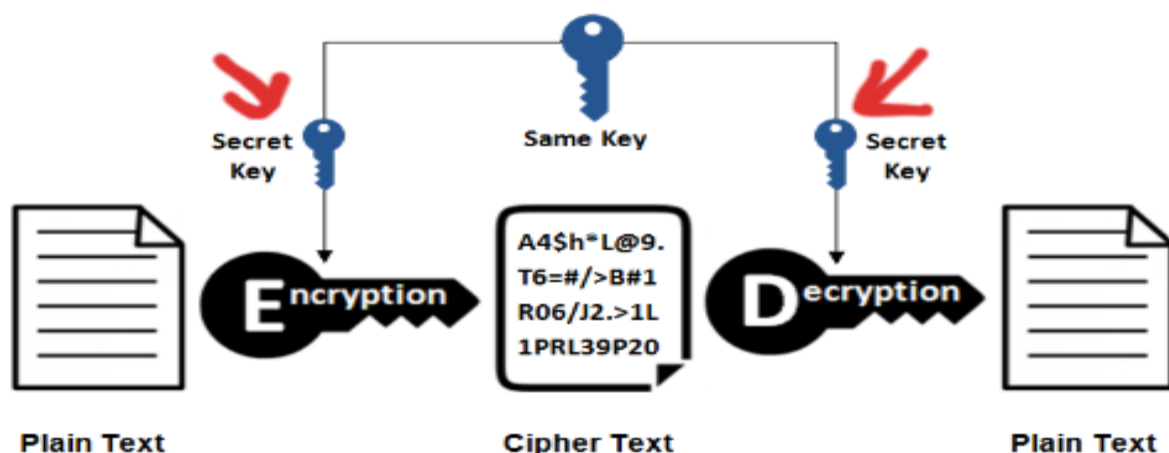 Secret
Key
Same Key
Secret
Key
Encryption
A4$h*L@9.
T6=#/>B#1
R06/J2.>1L
1PRL39P20
Decryption
Plain Text
Cipher Text
Plain Text